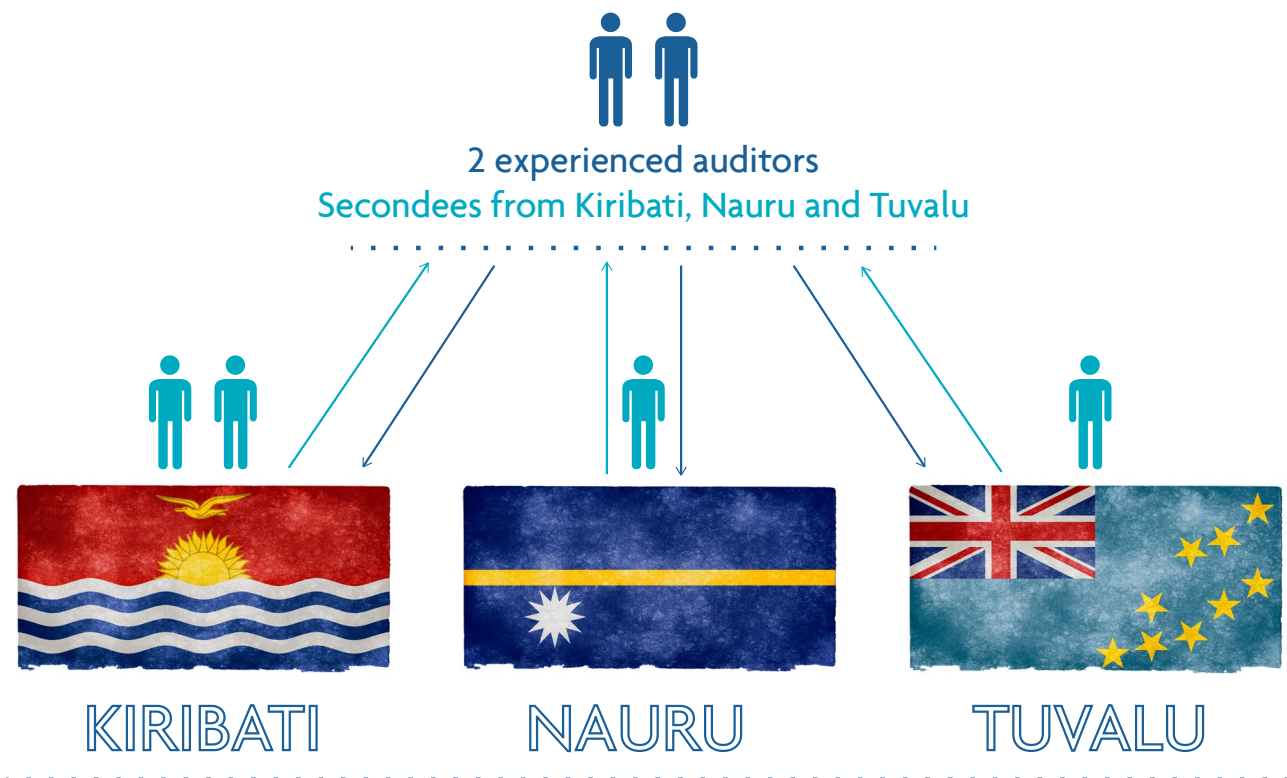 2 experienced auditors
Secondees from Kiribati, Nauru and Tuvalu
KIRIBATI
NAURU
TUVALU